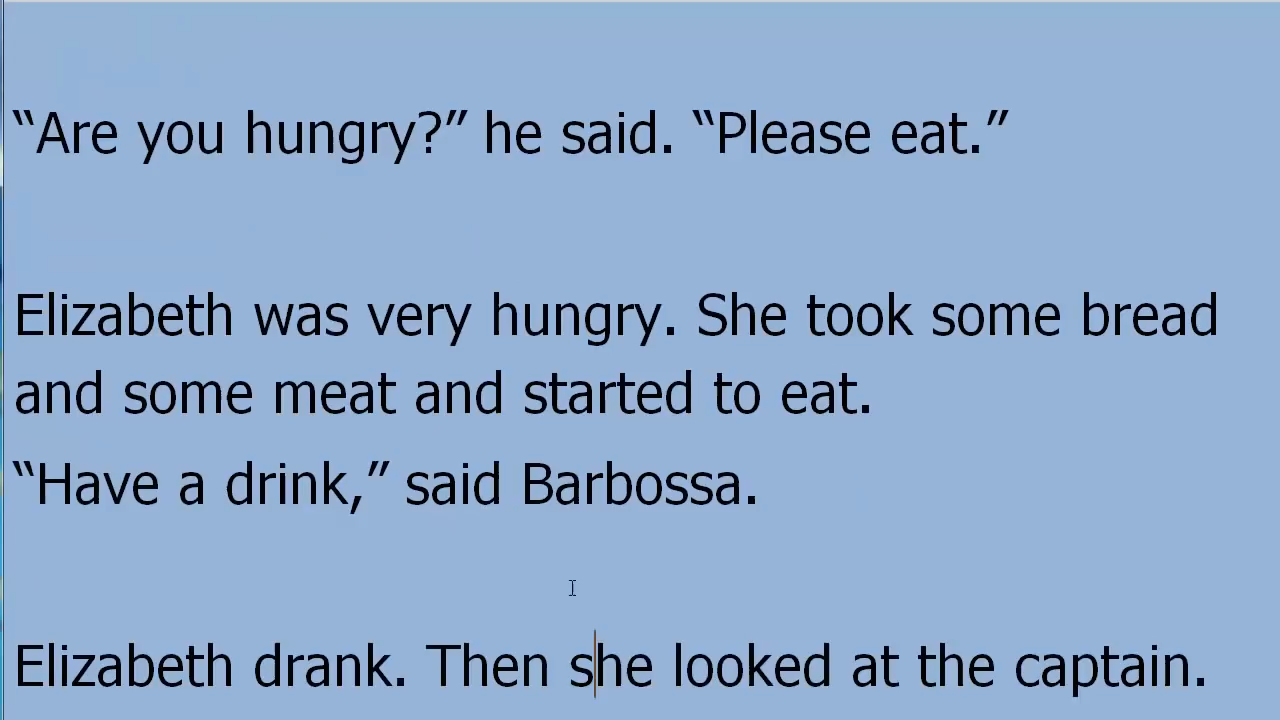 “Are you hungry?” he said. “Please eat.”
Elizabeth was very hungry. She took some bread
and some meat and started to eat.
“Have a drink,” said Barbossa.
Elizabeth drank. Then she looked at the captain.